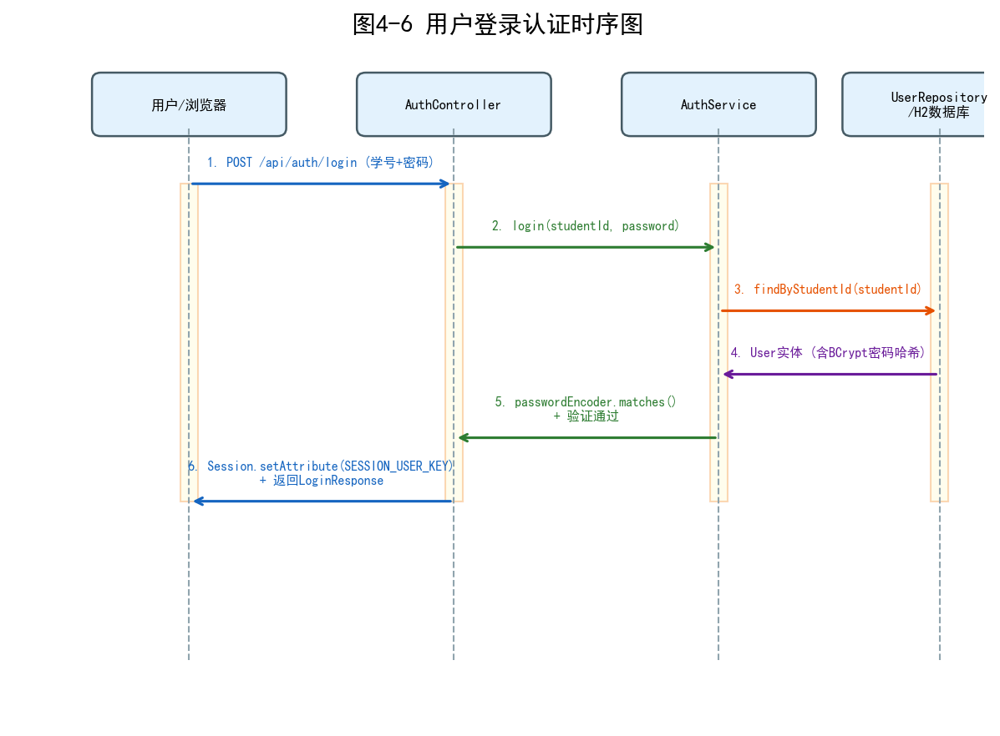 图4-6 用户登录认证时序图
用户/浏览器
AuthController
AuthService
UserRepository
/H2数据库
1. POST /api/auth/login (学号+密码)
2. login(studentId, password)
3. findByStudentId(studentId)
4. User实体 (含BCrypt密码哈希)
5. passwordEncoder.matches()
+ 验证通过
6. Session.setAttribute(SESSION_USER_KEY)
+ 返回LoginResponse